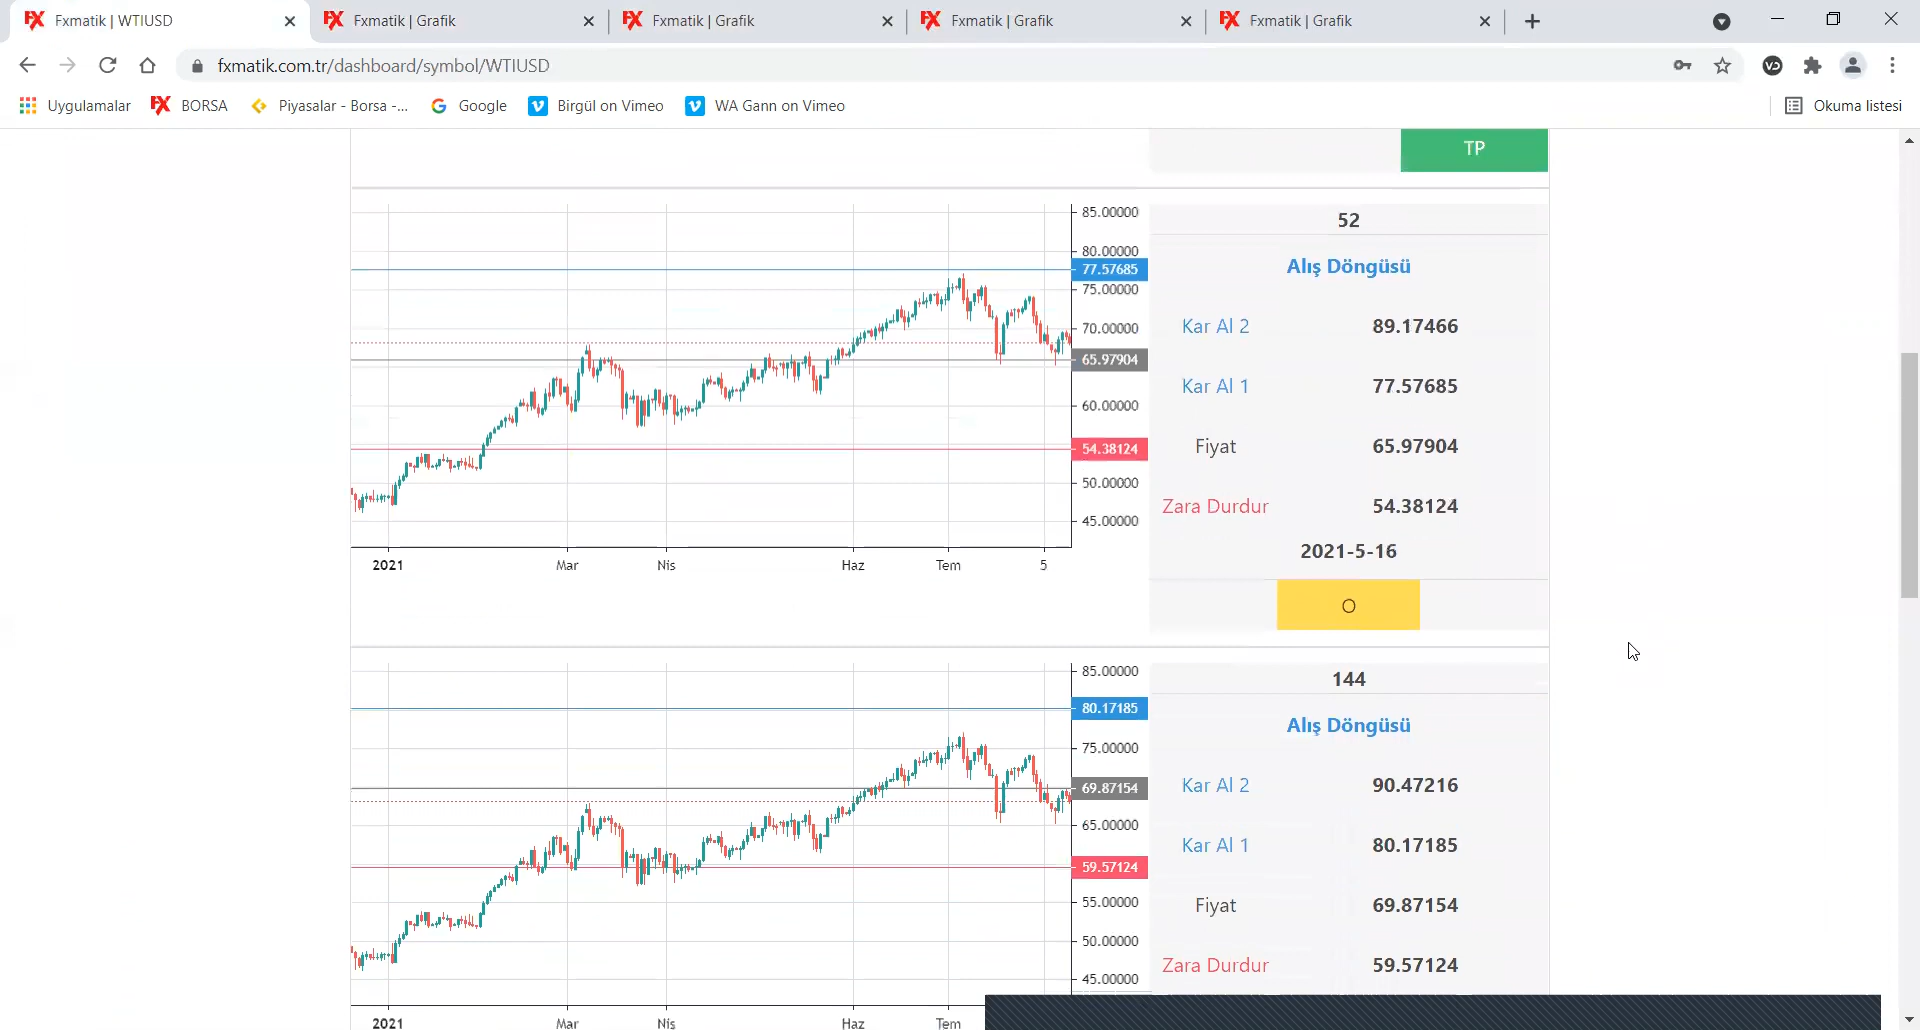 Fxmatik | WTIUSD
Fxmatik | Grafik
Fxmatik | Grafik
Fxmatik | Grafik
Fxmatik | Grafik
fxmatik.com.tr/dashboard/symbol/WTIUSD
Uygulamalar
BORSA
Piyasalar - Borsa -...
Google
Birgül on Vimeo
WA Gann on Vimeo
Okuma listesi
TP
85.00000
80.00000
77.57685
75.00000
70.00000
65.97904
60.00000
54.38124
50.00000
45.00000
2021 Mar Nis Haz Tem 5
52
Alış Döngüsü
Kar Al 2 89.17466
Kar Al 1 77.57685
Fiyat 65.97904
Zara Durdur 54.38124
2021-5-16
O
85.00000
80.17185
75.00000
69.87154
65.00000
59.57124
55.00000
50.00000
45.00000
2021 Mar Nis Haz Tem
144
Alış Döngüsü
Kar Al 2 90.47216
Kar Al 1 80.17185
Fiyat 69.87154
Zara Durdur 59.57124